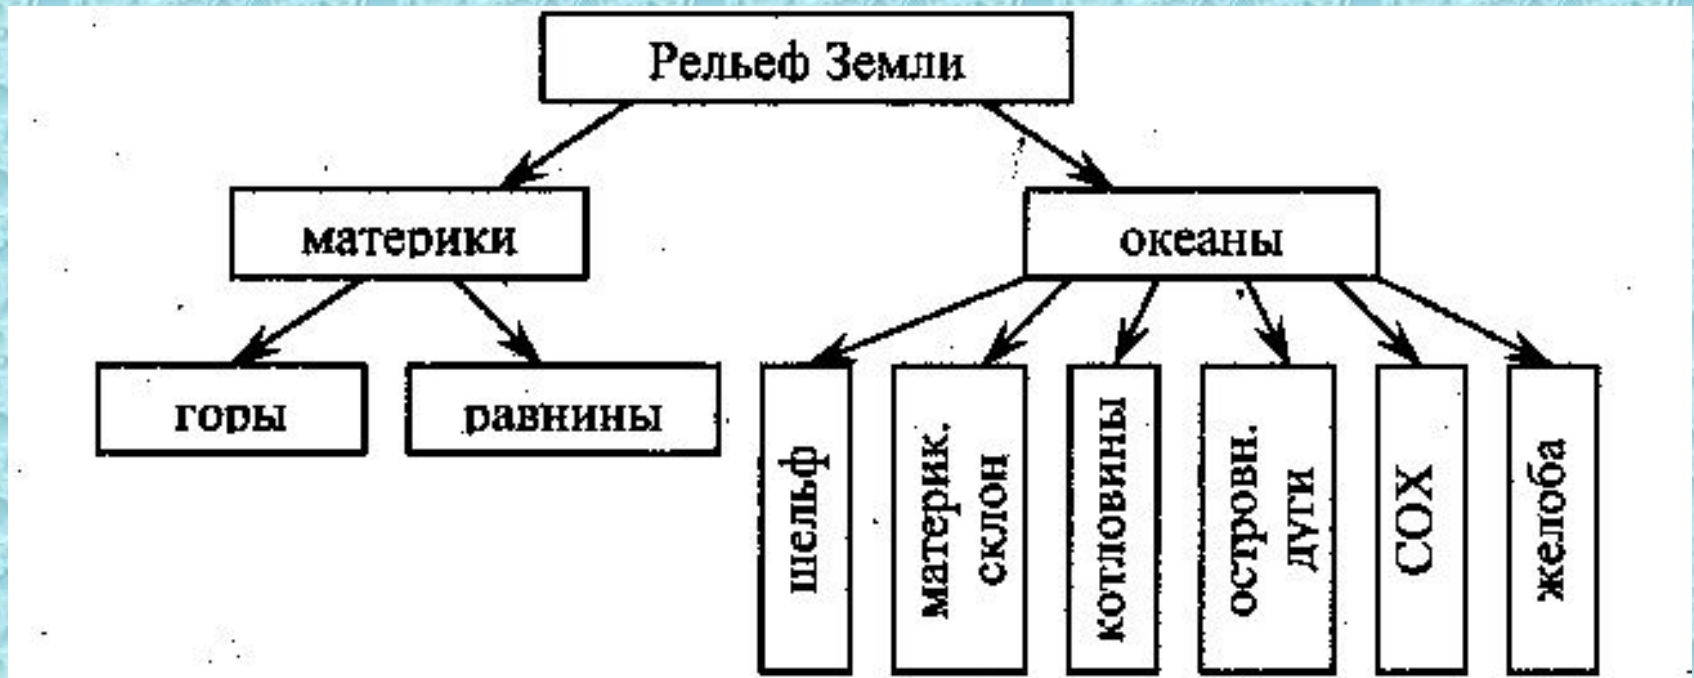 Рельеф Земли
материки
океаны
горы
равнины
шельф
материк.
склон
котловины
островн.
дуги
СОХ
желоба